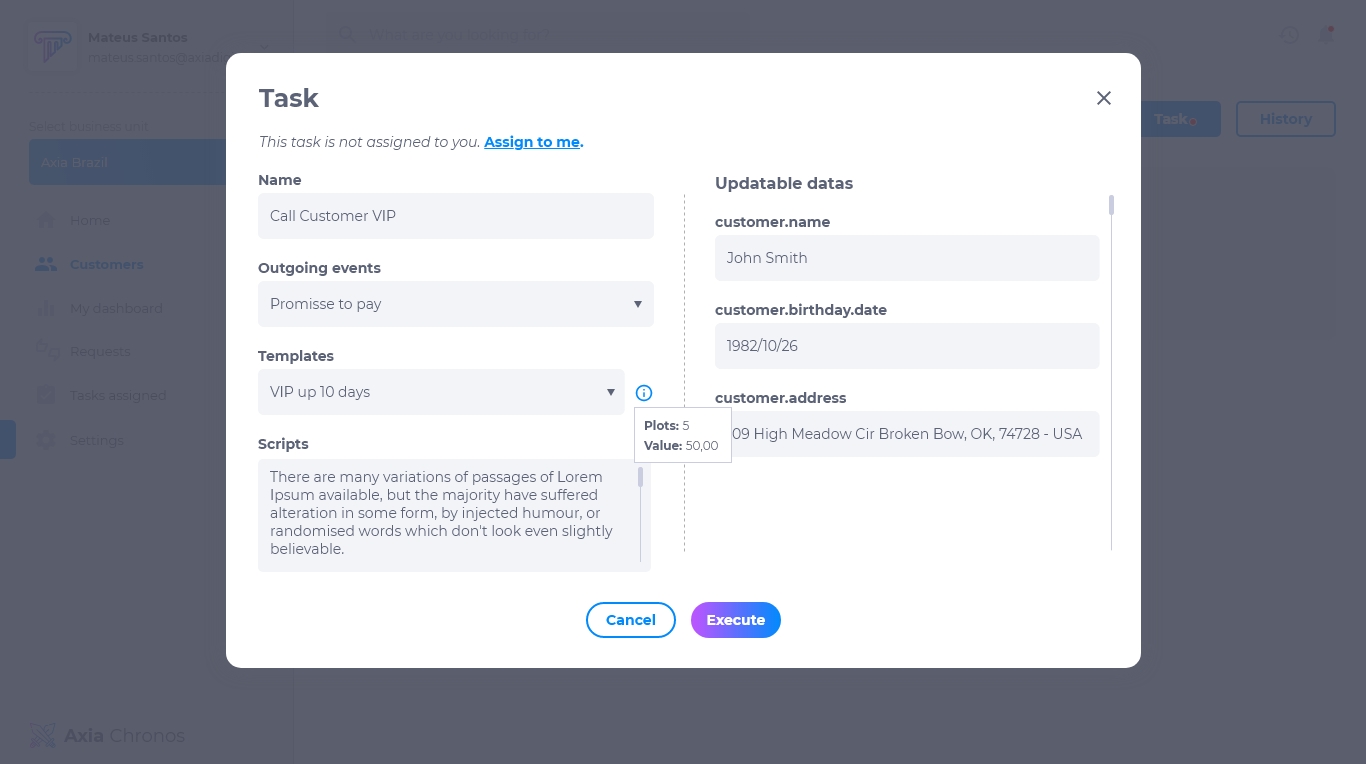 Mateus Santos
What are you looking for?
Select business unit
Axia Brazil
Home
Customers
My dashboard
Requests
Tasks assigned
Settings
Axia Chronos
Task
History
Task
This task is not assigned to you. Assign to me.
Name
Call Customer VIP
Outgoing events
Promisse to pay
Templates
VIP up 10 days
Plots: 5
Value: 50,00
Scripts
There are many variations of passages of Lorem
Ipsum available, but the majority have suffered
alteration in some form, by injected humour, or
randomised words which don't look even slightly
believable.
Updatable datas
customer.name
John Smith
customer.birthday.date
1982/10/26
customer.address
09 High Meadow Cir Broken Bow, OK, 74728 - USA
Cancel
Execute